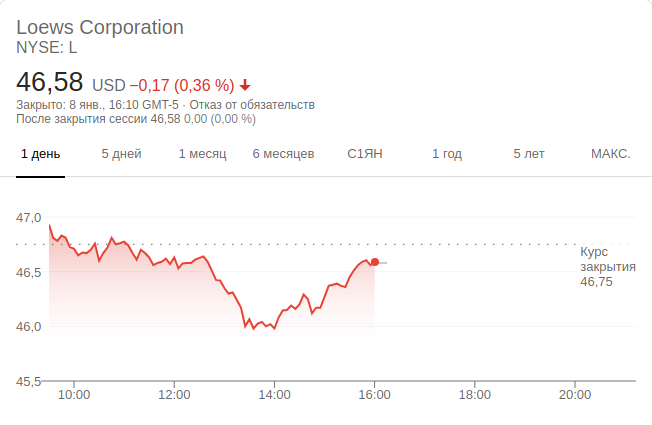 Loews Corporation
NYSE: L
46,58 USD −0,17 (0,36 %)
Закрыто: 8 янв., 16:10 GMT-5 · Отказ от обязательств
После закрытия сессии 46,58 0,00 (0,00 %)
1 день 5 дней 1 месяц 6 месяцев С1ЯН 1 год 5 лет МАКС.
47,0
Курс
закрытия
46,75
46,5
46,0
45,5
10:00 12:00 14:00 16:00 18:00 20:00